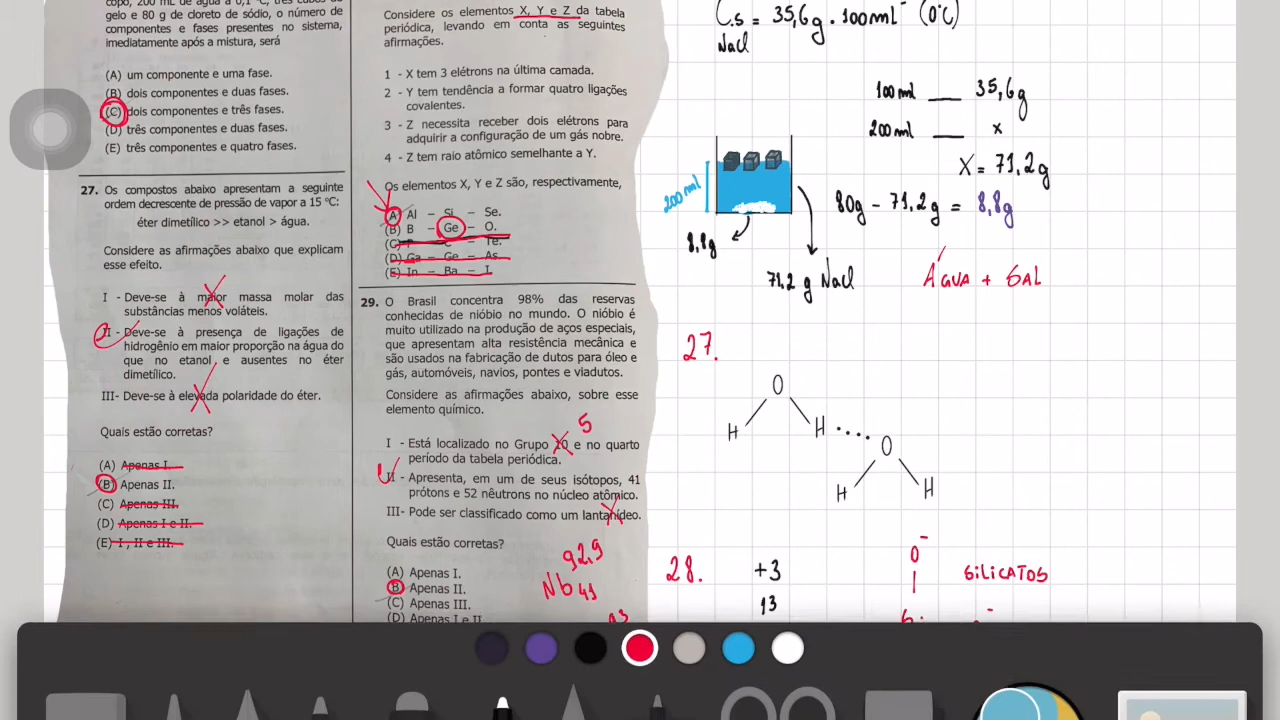 copo, 200 mL de água a 0,1 °C, três cubos de
gelo e 80 g de cloreto de sódio, o número de
componentes e fases presentes no sistema,
imediatamente após a mistura, será
(A) um componente e uma fase.
(B) dois componentes e duas fases.
(C) dois componentes e três fases.
(D) três componentes e duas fases.
(E) três componentes e quatro fases.
27. Os compostos abaixo apresentam a seguinte
ordem decrescente de pressão de vapor a 15 °C:
éter dimetílico >> etanol > água.
Considere as afirmações abaixo que explicam
esse efeito.
I - Deve-se à maior massa molar das
substâncias menos voláteis.
II - Deve-se à presença de ligações de
hidrogênio em maior proporção na água do
que no etanol, e ausentes no éter
dimetílico.
III- Deve-se à elevada polaridade do éter.
Quais estão corretas?
(A) Apenas I.
(B) Apenas II.
(C) Apenas III.
(D) Apenas I e II.
(E) I, II e III.
Considere os elementos X, Y e Z da tabela
periódica, levando em conta as seguintes
afirmações.
1 - X tem 3 elétrons na última camada.
2 - Y tem tendência a formar quatro ligações
covalentes.
3 - Z necessita receber dois elétrons para
adquirir a configuração de um gás nobre.
4 - Z tem raio atômico semelhante a Y.
Os elementos X, Y e Z são, respectivamente,
(A) Al – Si – Se.
(B) B – Ge – O.
(C) – C – Te.
(D) Ga – Ge – As.
(E) In – Ba – I.
29. O Brasil concentra 98% das reservas
conhecidas de nióbio no mundo. O nióbio é
muito utilizado na produção de aços especiais,
que apresentam alta resistência mecânica e
são usados na fabricação de dutos para óleo e
gás, automóveis, navios, pontes e viadutos.
Considere as afirmações abaixo, sobre esse
elemento químico.
5
I - Está localizado no Grupo 10 e no quarto
período da tabela periódica.
II - Apresenta, em um de seus isótopos, 41
prótons e 52 nêutrons no núcleo atômico.
III- Pode ser classificado como um lantanídeo.
Quais estão corretas?
(A) Apenas I.
(B) Apenas II.
(C) Apenas III.
(D) Apenas I e II.
92,9
Nb 41
93
C.s = 35,6g . 100ml⁻ (0°C)
NaCl
100ml __ 35,6g
200ml __ x
X = 71,2g
80g - 71,2g = 8,8g
200ml
8,8g
71,2 g NaCl
ÁGUA + SAL
27.
O
H H
O
H H
28. +3
13
O⁻
SILICATOS